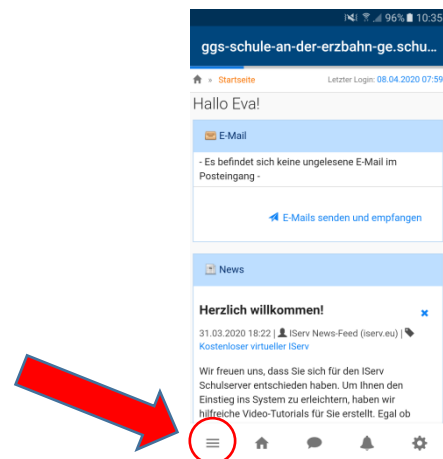 96% 10:35
ggs-schule-an-der-erzbahn-ge.schu...
» Startseite Letzter Login: 08.04.2020 07:59
Hallo Eva!
E-Mail
- Es befindet sich keine ungelesene E-Mail im
Posteingang -
E-Mails senden und empfangen
News
Herzlich willkommen! ×
31.03.2020 18:22 | IServ News-Feed (iserv.eu) |
Kostenloser virtueller IServ
Wir freuen uns, dass Sie sich für den IServ
Schulserver entschieden haben. Um Ihnen den
Einstieg ins System zu erleichtern, haben wir
hilfreiche Video-Tutorials für Sie erstellt. Egal ob